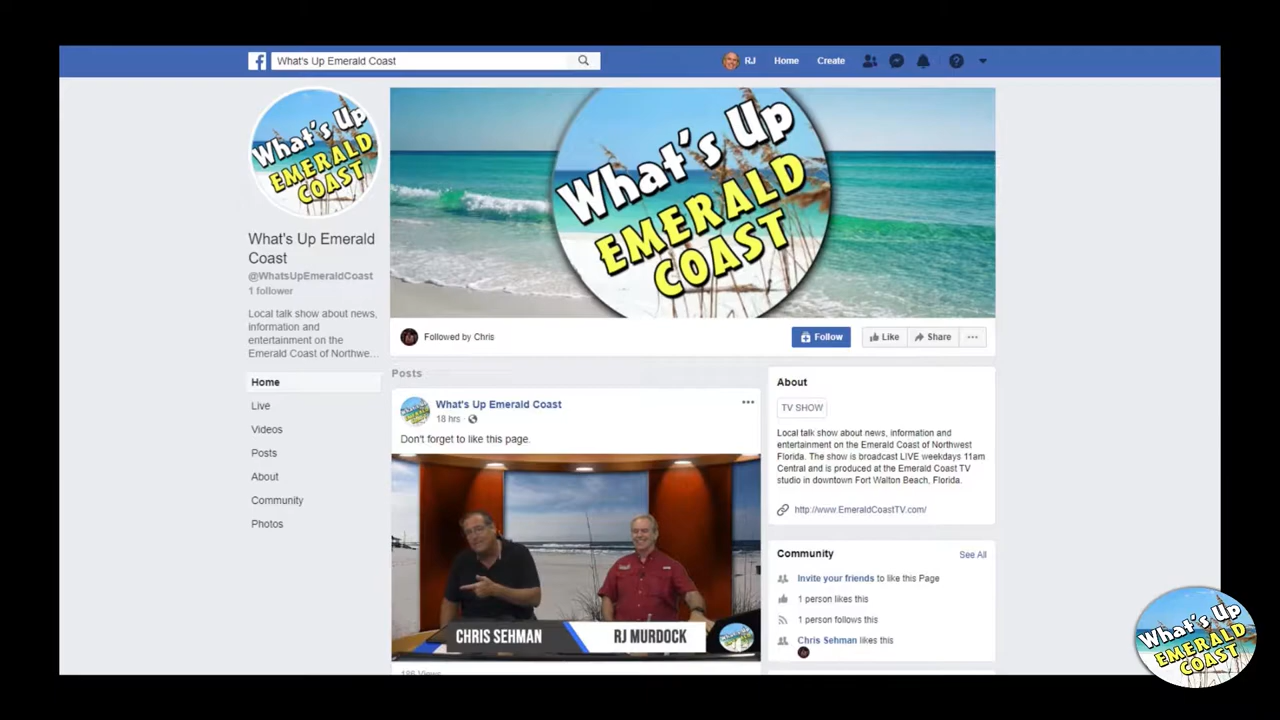 What's Up Emerald Coast
RJ
Home
Create
What's Up
EMERALD
COAST
What's Up
EMERALD
COAST
What's Up Emerald
Coast
@WhatsUpEmeraldCoast
1 follower
Local talk show about news,
information and
entertainment on the
Emerald Coast of Northwe...
Followed by Chris
Follow
Like
Share
Home
Live
Videos
Posts
About
Community
Photos
Posts
What's Up Emerald Coast
18 hrs
Don't forget to like this page.
CHRIS SEHMAN
RJ MURDOCK
186 Views
About
TV SHOW
Local talk show about news, information and
entertainment on the Emerald Coast of Northwest
Florida. The show is broadcast LIVE weekdays 11am
Central and is produced at the Emerald Coast TV
studio in downtown Fort Walton Beach, Florida.
http://www.EmeraldCoastTV.com/
Community
See All
Invite your friends to like this Page
1 person likes this
1 person follows this
Chris Sehman likes this
What's Up
EMERALD
COAST